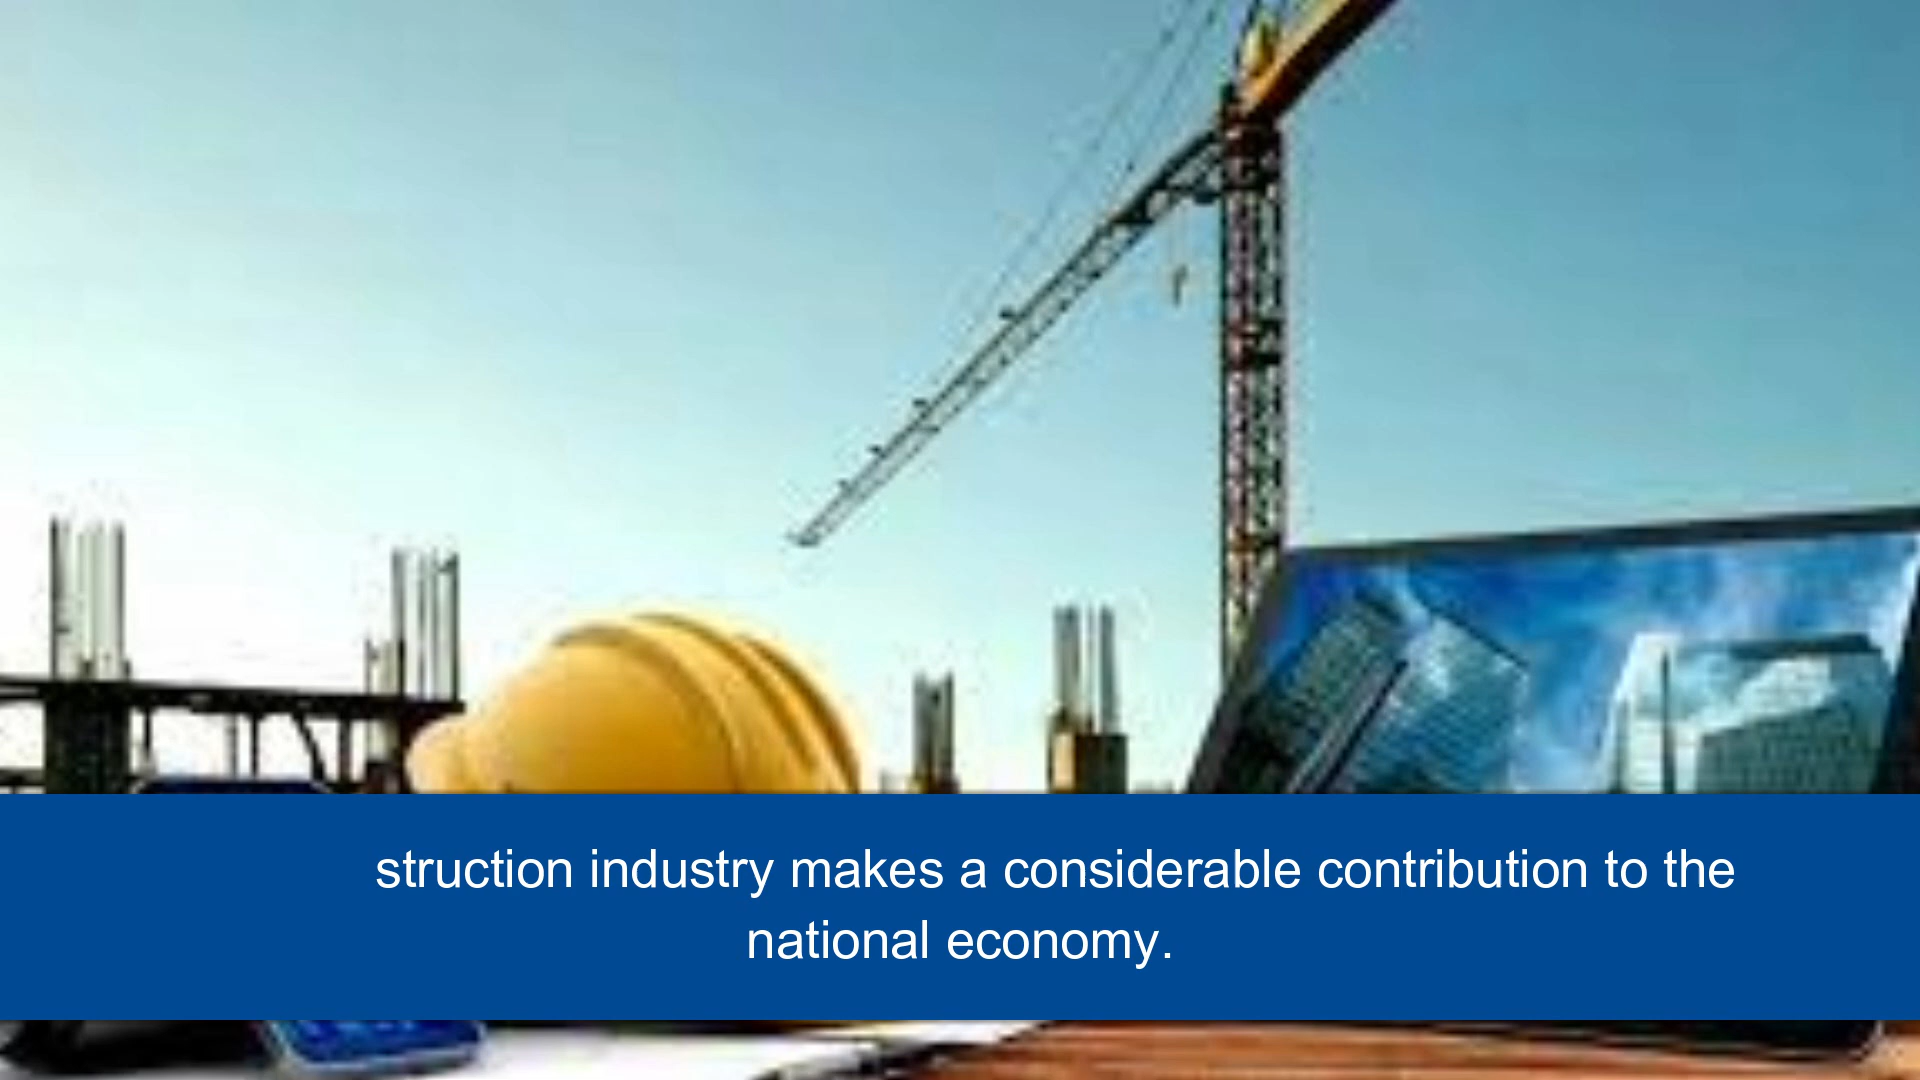 struction industry makes a considerable contribution to the
national economy.